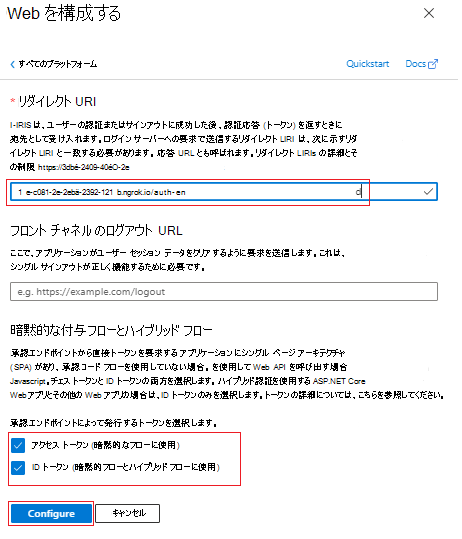 Web を構成する
すべてのプラットフォーム
Quickstart
Docs
* リダイレクト URI
I-IRIS は、ユーザーの認証またはサインアウトに成功した後、認証応答 (トークン) を返すときに
宛先として受け入れます。ログイン サーバーへの要求で送信するリダイレクト URI は、次に示すリダ
イレクト URI と一致する必要があります。応答 URL とも呼ばれます。リダイレクト URIs の詳細とそ
の制限 https://3dbé-2409-40éO-2e
1 e-c081-2e-2ebä-2392-121 b.ngrok.io/auth-en d
フロント チャネルのログアウト URL
ここで、アプリケーションがユーザー セッション データをクリアするように要求を送信します。これは、
シングル サインアウトが正しく機能するために必要です。
e.g. https://example.com/logout
暗黙的な付与フローとハイブリッド フロー
承認エンドポイントから直接トークンを要求するアプリケーションにシングル ページ アーキテクチャ
(SPA) があり、承認コード フローを使用していない場合。を使用して Web API を呼び出す場合
Javascript。チェス トークンと ID トークンの両方を選択します。ハイブリッド認証を使用する ASP.NET Core
Web アプリとその他の Web アプリの場合は、ID トークンのみを選択します。トークンの詳細については、こちらを参照してください。
承認エンドポイントによって発行するトークンを選択します。
アクセス トークン (暗黙的なフローに使用)
ID トークン (暗黙的フローとハイブリッド フローに使用)
Configure
キャンセル